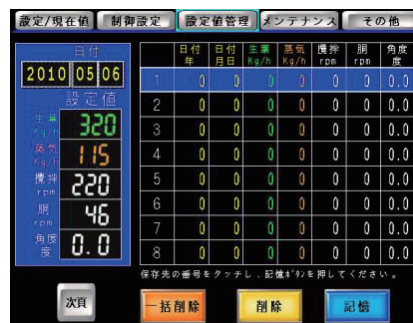 設定/現在値 制御設定 設定値管理 メンテナンス その他
日付
2010 05 06
設定値
生葉 Kg/h 320
蒸気 Kg/h 115
攪拌 rpm 220
胴 rpm 46
角度 度 0.0
日付 年 日付 月日 生葉 Kg/h 蒸気 Kg/h 攪拌 rpm 胴 rpm 角度 度
1 0 0 0 0 0 0 0.0
2 0 0 0 0 0 0 0.0
3 0 0 0 0 0 0 0.0
4 0 0 0 0 0 0 0.0
5 0 0 0 0 0 0 0.0
6 0 0 0 0 0 0 0.0
7 0 0 0 0 0 0 0.0
8 0 0 0 0 0 0 0.0
保存先の番号をタッチし、記憶ボタンを押してください。
次頁 一括削除 削除 記憶